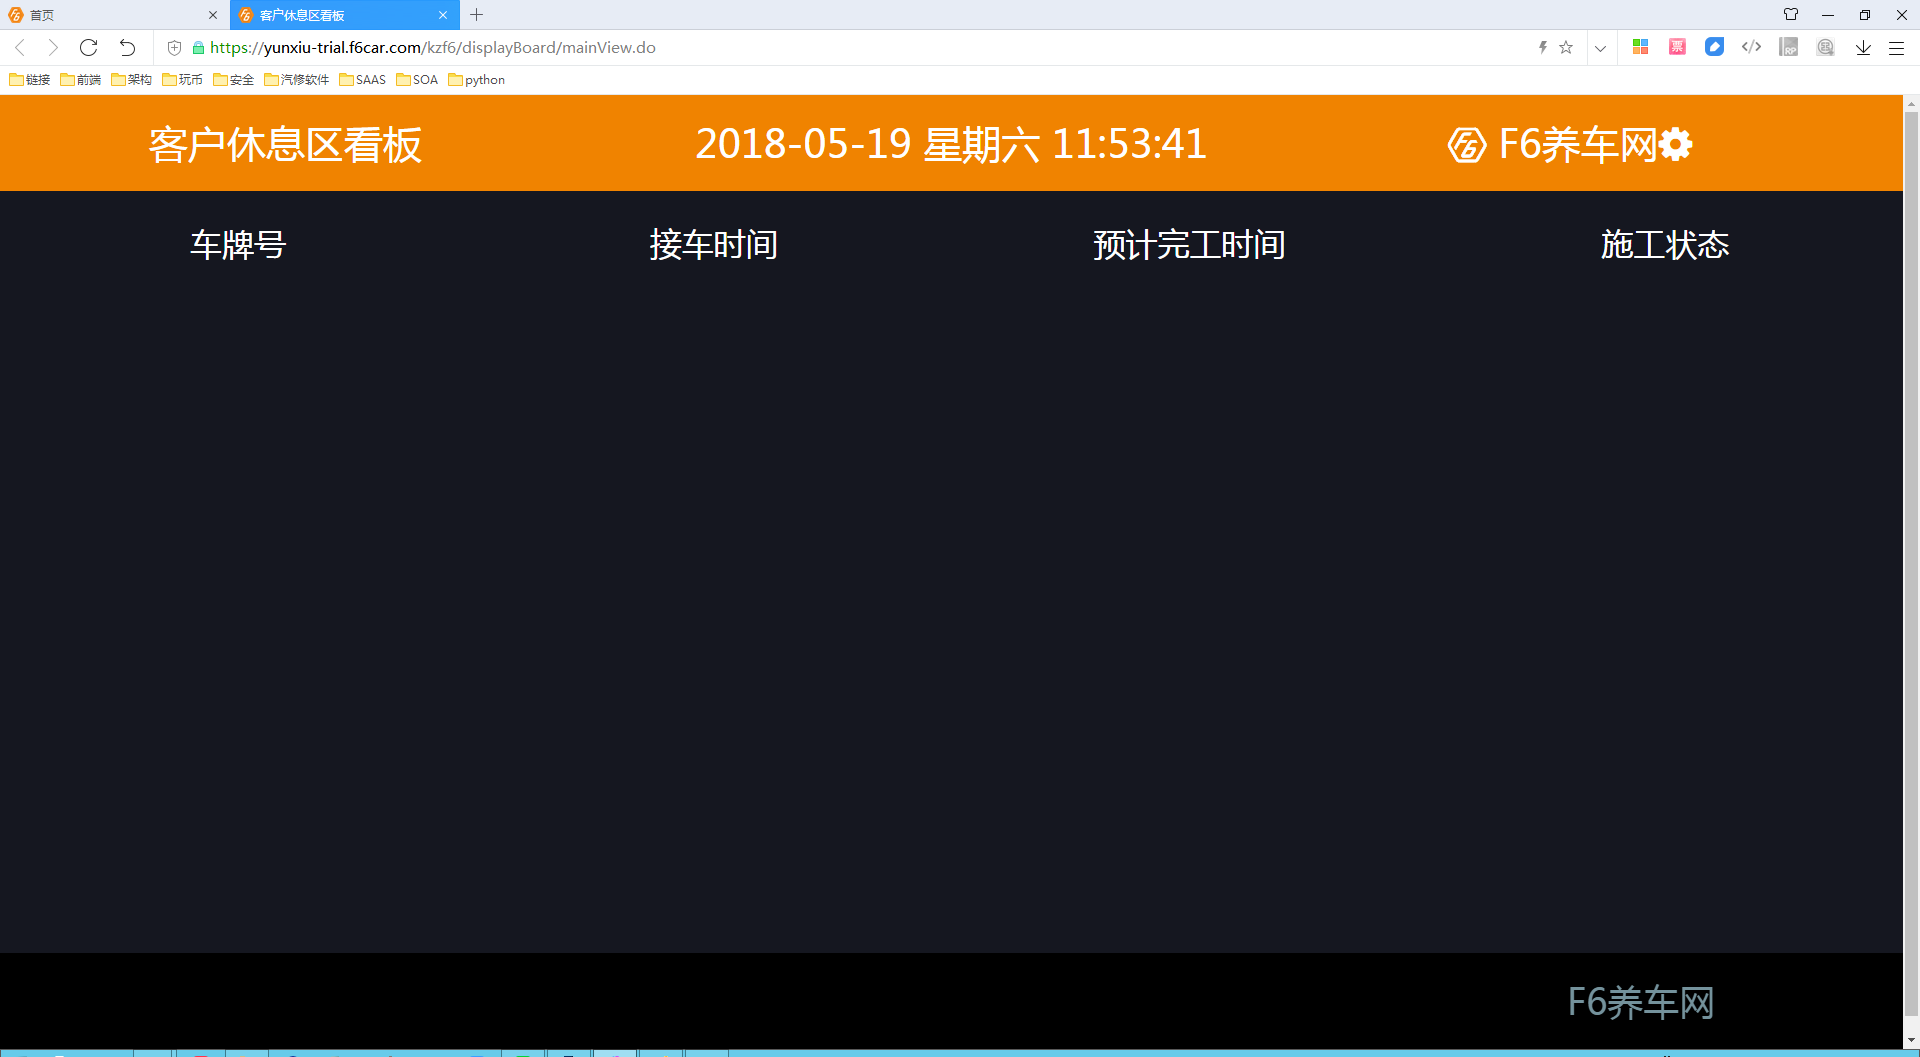 首页
客户休息区看板
https://yunxiu-trial.f6car.com/kzf6/displayBoard/mainView.do
票
RP
链接 前端 架构 玩币 安全 汽修软件 SAAS SOA python
客户休息区看板 2018-05-19 星期六 11:53:41 F6养车网
车牌号 接车时间 预计完工时间 施工状态
F6养车网